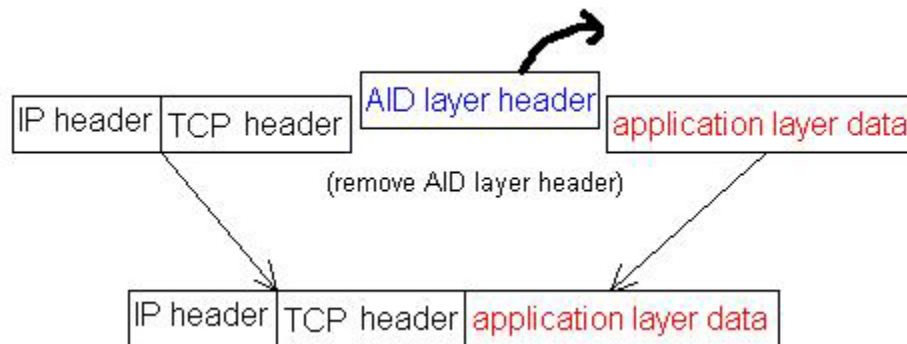 IP header TCP header AID layer header application layer data
(remove AID layer header)
IP header TCP header application layer data